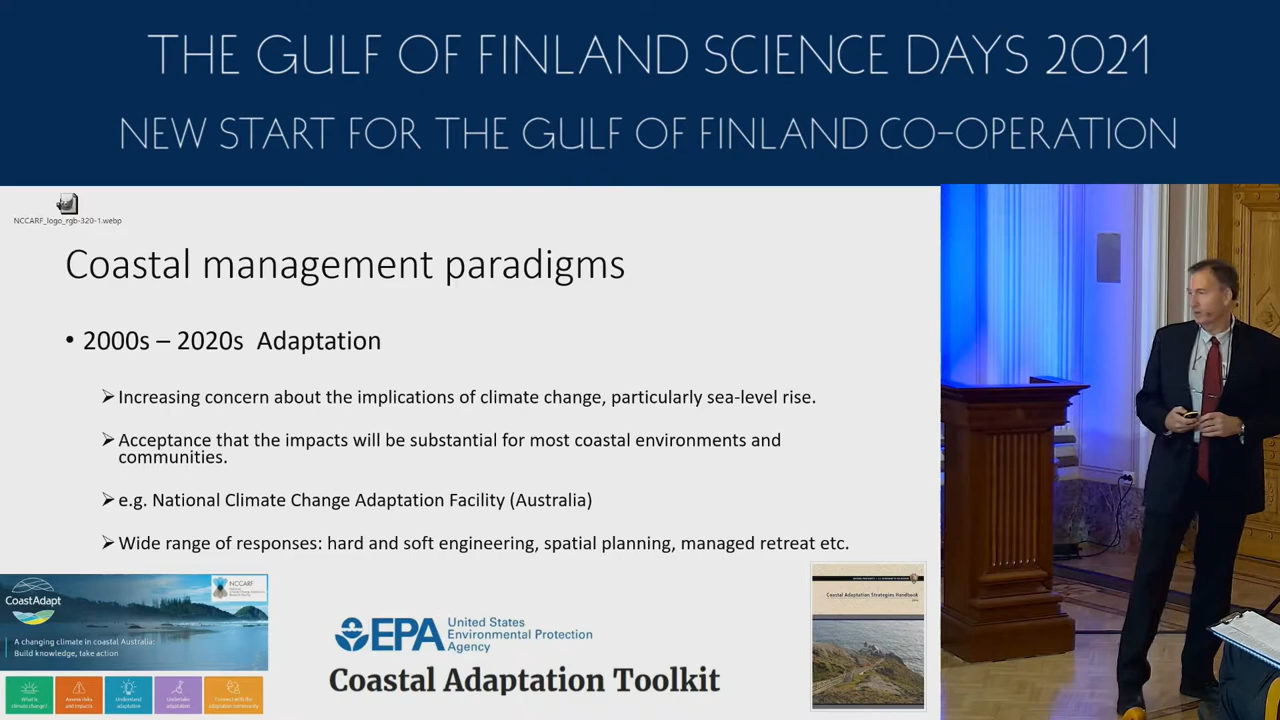 THE GULF OF FINLAND SCIENCE DAYS 2021
NEW START FOR THE GULF OF FINLAND CO-OPERATION
NCCARF_logo_rgb-320-1.webp
Coastal management paradigms
• 2000s – 2020s Adaptation
➢ Increasing concern about the implications of climate change, particularly sea-level rise.
➢ Acceptance that the impacts will be substantial for most coastal environments and
communities.
➢ e.g. National Climate Change Adaptation Facility (Australia)
➢ Wide range of responses: hard and soft engineering, spatial planning, managed retreat etc.
CoastAdapt
NCCARF
A changing climate in coastal Australia:
Build knowledge, take action
What is
climate change?
Assess risks
and impacts
Understand
adaptation
Undertake
adaptation
Connect with the
adaptation community
EPA
United States
Environmental Protection
Agency
Coastal Adaptation Toolkit
Coastal Adaptation Strategies Handbook